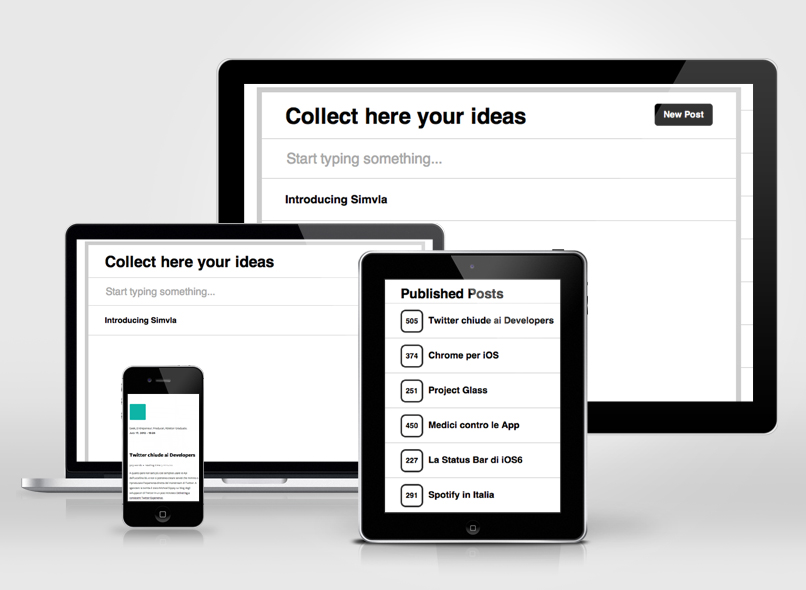 Collect here your ideas
New Post
Start typing something...
Introducing Simvla
Collect here your ideas
Start typing something...
Introducing Simvla
Published Posts
505 Twitter chiude ai Developers
374 Chrome per iOS
251 Project Glass
450 Medici contro le App
227 La Status Bar di iOS6
291 Spotify in Italia
Twitter chiude ai Developers